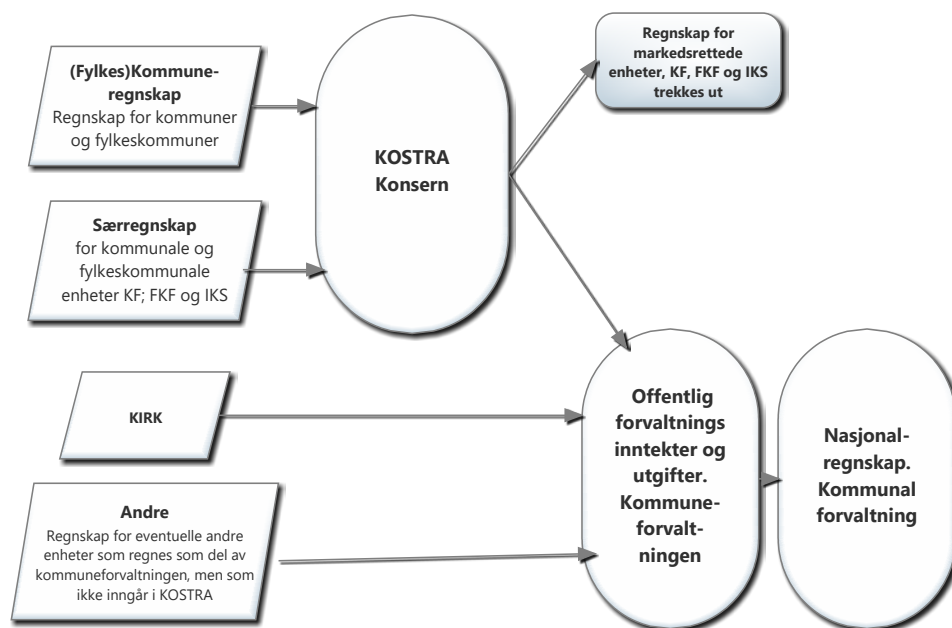 (Fylkes)Kommune-
regnskap
Regnskap for kommuner
og fylkeskommuner
Særregnskap
for kommunale og
fylkeskommunale
enheter KF; FKF og IKS
KOSTRA
Konsern
Regnskap for
markedsrettede
enheter, KF, FKF og IKS
trekkes ut
KIRK
Andre
Regnskap for eventuelle andre
enheter som regnes som del av
kommuneforvaltningen, men som
ikke inngår i KOSTRA
Offentlig
forvaltnings
inntekter og
utgifter.
Kommune-
forvalt-
ningen
Nasjonal-
regnskap.
Kommunal
forvaltning